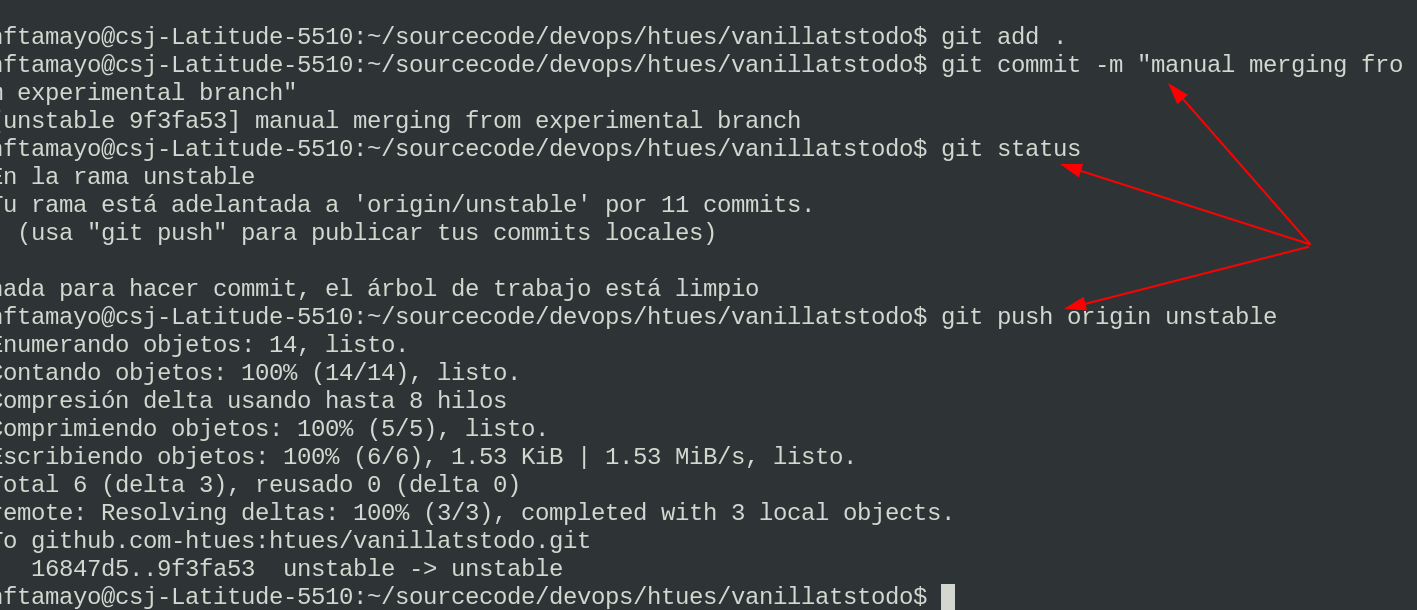 nftamayo@csj-Latitude-5510:~/sourcecode/devops/htues/vanillatstodo$ git add .
nftamayo@csj-Latitude-5510:~/sourcecode/devops/htues/vanillatstodo$ git commit -m "manual merging fro
m experimental branch"
[unstable 9f3fa53] manual merging from experimental branch
nftamayo@csj-Latitude-5510:~/sourcecode/devops/htues/vanillatstodo$ git status
En la rama unstable
Tu rama está adelantada a 'origin/unstable' por 11 commits.
  (usa "git push" para publicar tus commits locales)

nada para hacer commit, el árbol de trabajo está limpio
nftamayo@csj-Latitude-5510:~/sourcecode/devops/htues/vanillatstodo$ git push origin unstable
Enumerando objetos: 14, listo.
Contando objetos: 100% (14/14), listo.
Compresión delta usando hasta 8 hilos
Comprimiendo objetos: 100% (5/5), listo.
Escribiendo objetos: 100% (6/6), 1.53 KiB | 1.53 MiB/s, listo.
Total 6 (delta 3), reusado 0 (delta 0)
remote: Resolving deltas: 100% (3/3), completed with 3 local objects.
To github.com-htues:htues/vanillatstodo.git
   16847d5..9f3fa53  unstable -> unstable
nftamayo@csj-Latitude-5510:~/sourcecode/devops/htues/vanillatstodo$